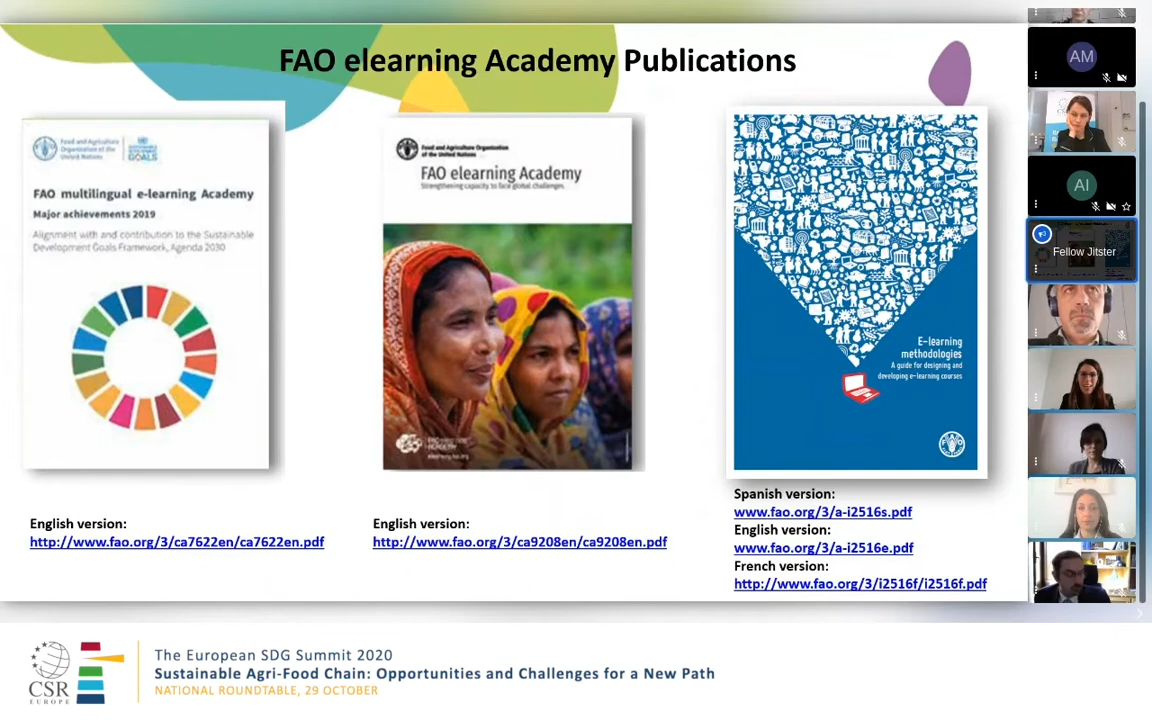 FAO elearning Academy Publications
Food and Agriculture
Organization of the
United Nations
SUSTAINABLE
DEVELOPMENT
GOALS
FAO multilingual e-learning Academy
Major achievements 2019
Alignment with and contribution to the Sustainable
Development Goals Framework, Agenda 2030
English version:
http://www.fao.org/3/ca7622en/ca7622en.pdf
Food and Agriculture Organization
of the United Nations
FAO elearning Academy
Strengthening capacity to face global challenges.
elearning.fao.org
English version:
http://www.fao.org/3/ca9208en/ca9208en.pdf
E-learning
methodologies
A guide for designing and
developing e-learning courses
Spanish version:
www.fao.org/3/a-i2516s.pdf
English version:
www.fao.org/3/a-i2516e.pdf
French version:
http://www.fao.org/3/i2516f/i2516f.pdf
AM
AI
Fellow Jitster
CSR
EUROPE
The European SDG Summit 2020
Sustainable Agri-Food Chain: Opportunities and Challenges for a New Path
NATIONAL ROUNDTABLE, 29 OCTOBER